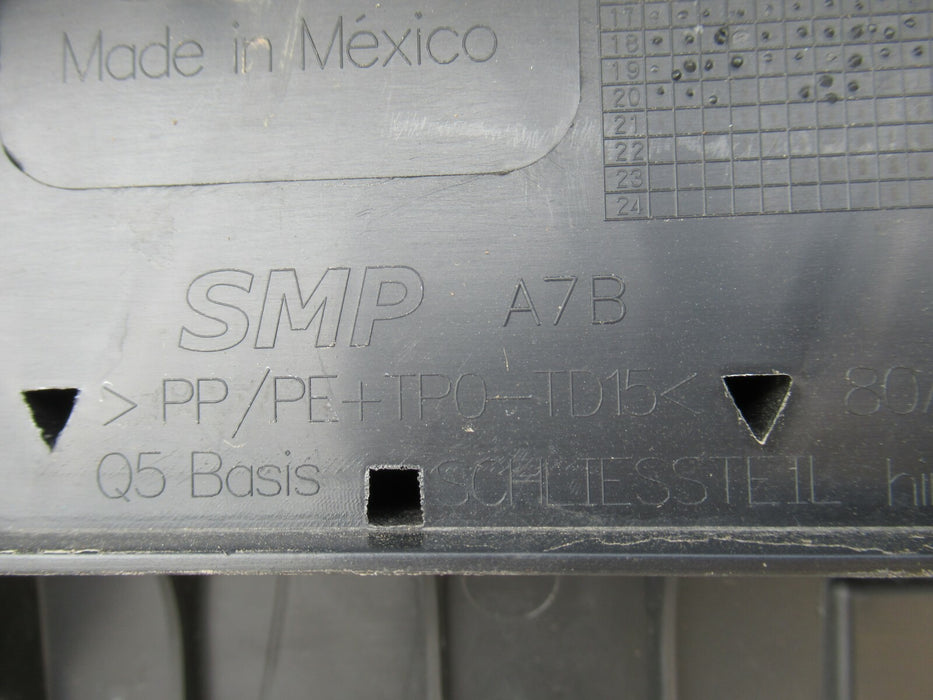 Made in México
17
18
19
20
21
22
23
24
SMP A7B
>PP/PE+TPO-TD15< 80
Q5 Basis SCHLIESSTEIL